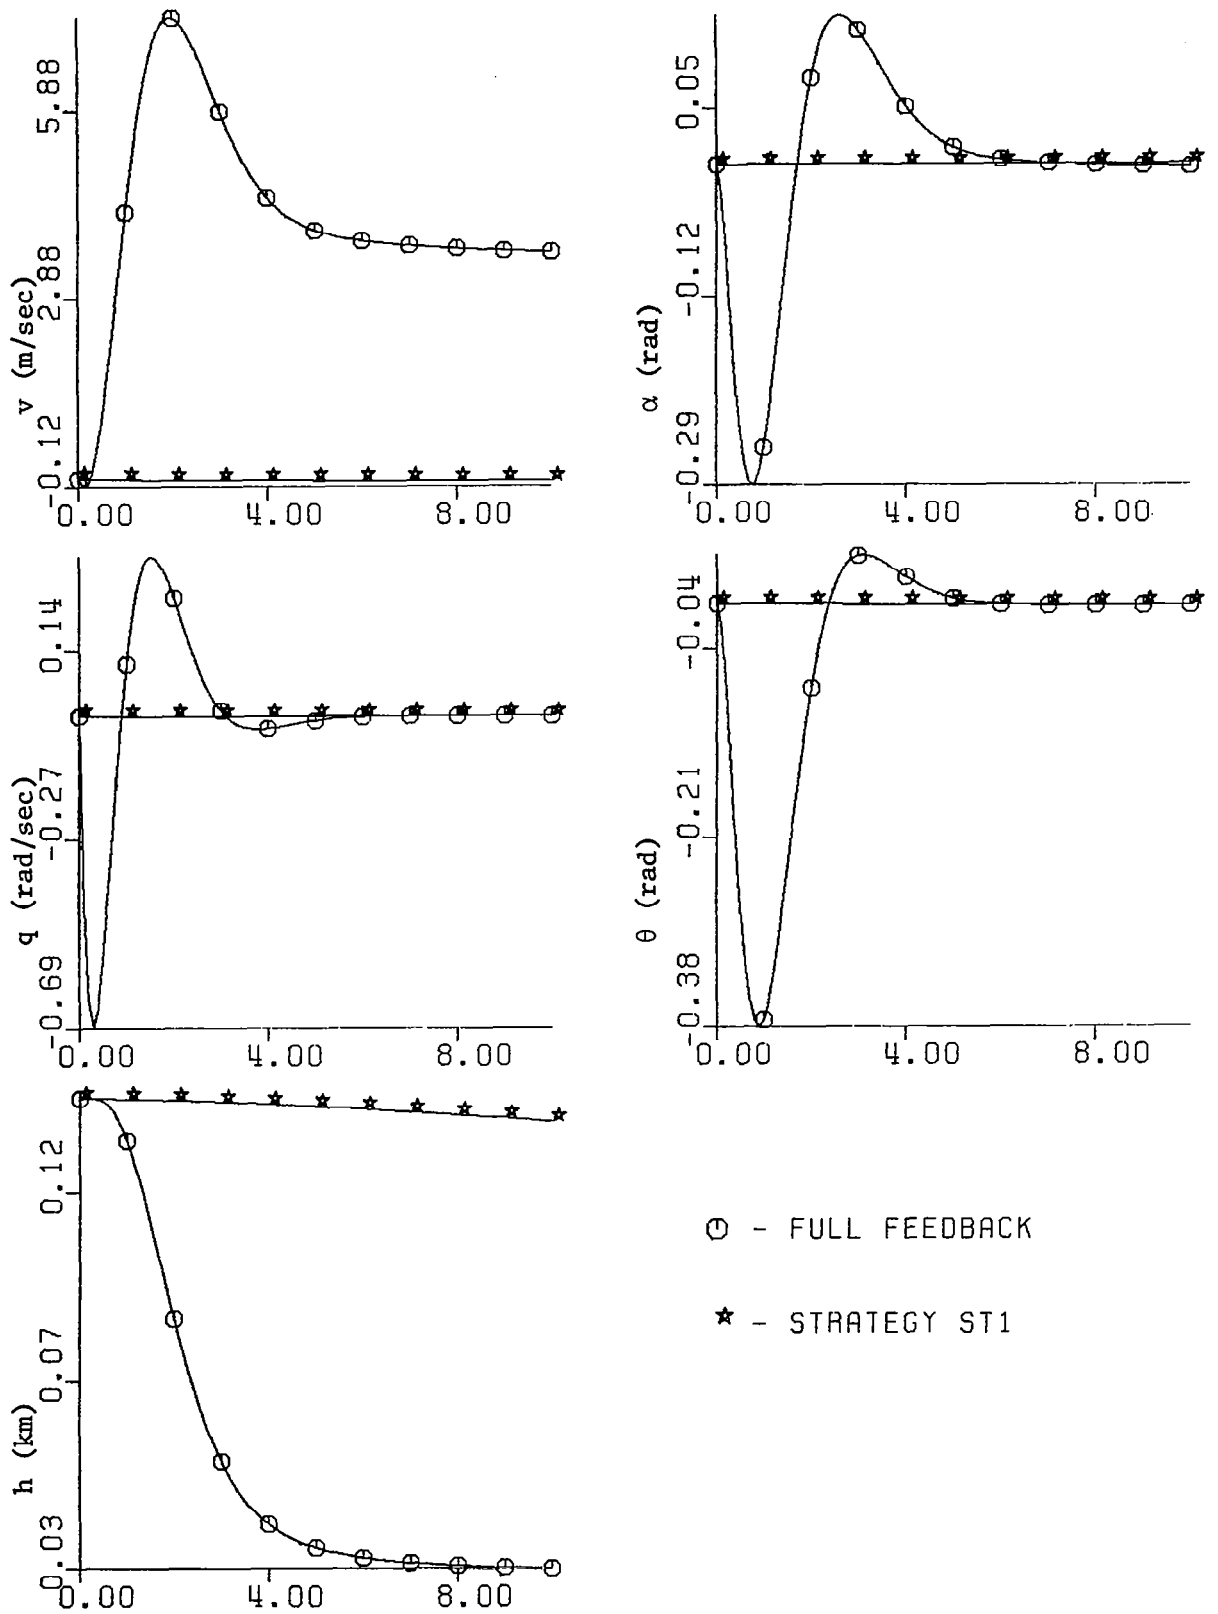 5.88
2.88
-0.12
v (m/sec)
0.00 4.00 8.00
0.05
-0.12
-0.29
α (rad)
0.00 4.00 8.00
0.14
-0.27
-0.69
q (rad/sec)
0.00 4.00 8.00
-0.04
-0.21
-0.38
θ (rad)
0.00 4.00 8.00
0.12
0.07
0.03
h (km)
0.00 4.00 8.00
- FULL FEEDBACK
- STRATEGY ST1